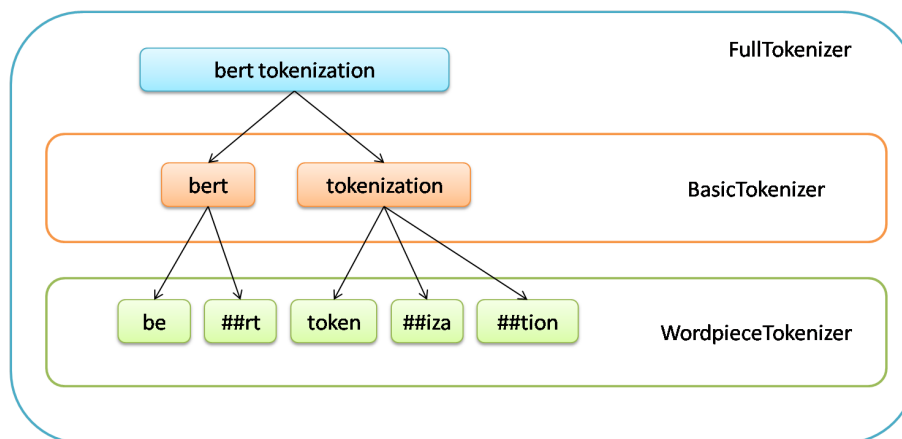 FullTokenizer
bert tokenization
bert
tokenization
BasicTokenizer
be
##rt
token
##iza
##tion
WordpieceTokenizer